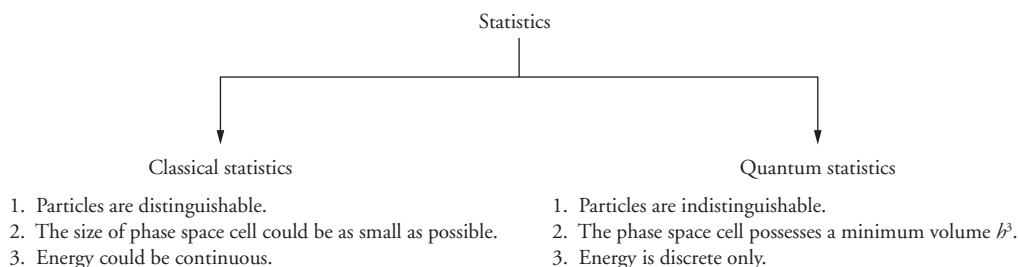 Statistics
Classical statistics
1. Particles are distinguishable.
2. The size of phase space cell could be as small as possible.
3. Energy could be continuous.
Quantum statistics
1. Particles are indistinguishable.
2. The phase space cell possesses a minimum volume h³.
3. Energy is discrete only.